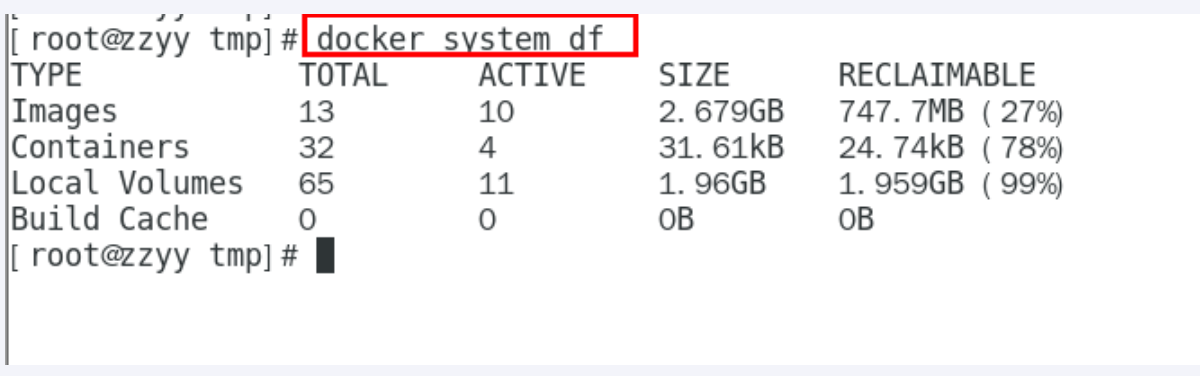 [ root@zzyy tmp]# docker system df
TYPE TOTAL ACTIVE SIZE RECLAIMABLE
Images 13 10 2.679GB 747.7MB (27%)
Containers 32 4 31.61kB 24.74kB (78%)
Local Volumes 65 11 1.96GB 1.959GB (99%)
Build Cache 0 0 0B 0B
[ root@zzyy tmp]#